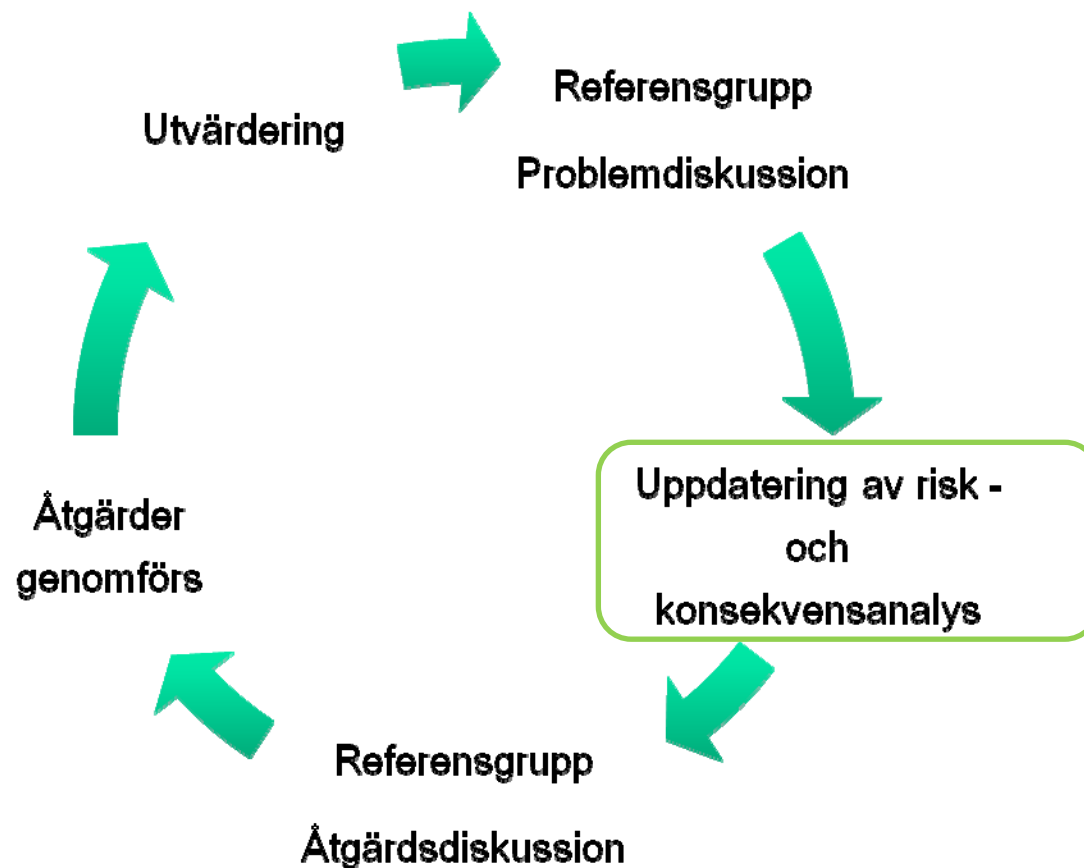 Utvärdering
Referensgrupp
Problemdiskussion
Uppdatering av risk -
och
konsekvensanalys
Referensgrupp
Åtgärdsdiskussion
Åtgärder
genomförs